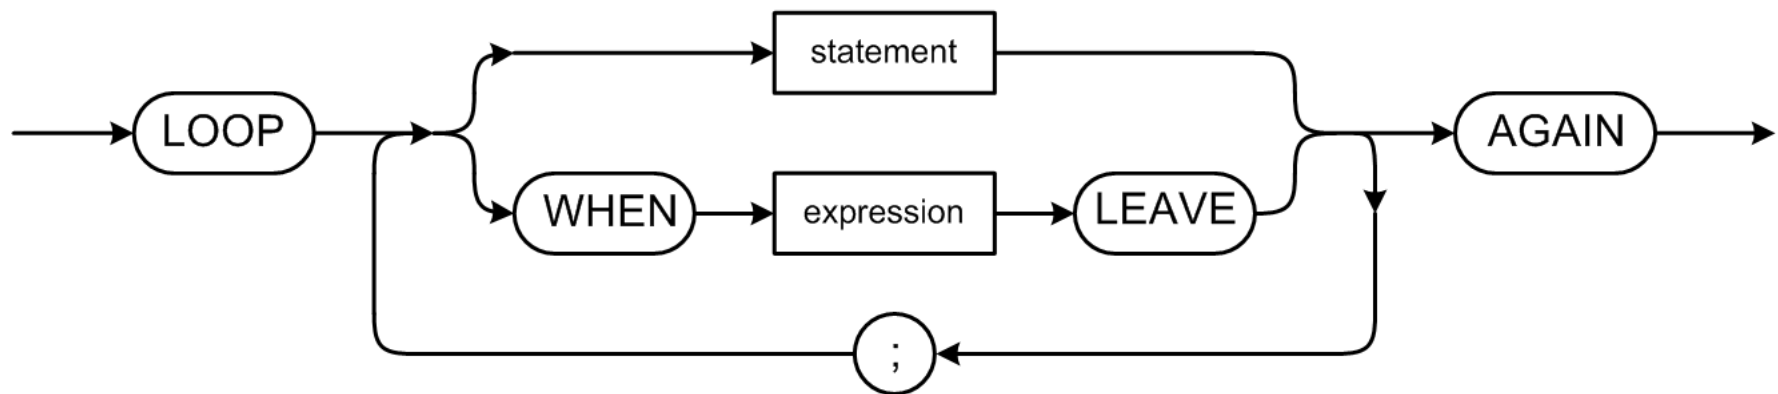 statement
LOOP
AGAIN
WHEN
expression
LEAVE
;